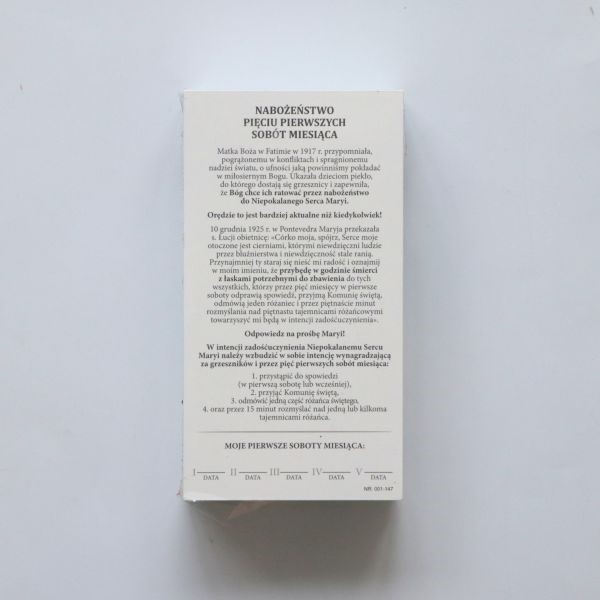 NABOŻEŃSTWO
PIĘCIU PIERWSZYCH
SOBÓT MIESIĄCA
Matka Boża w Fatimie w 1917 r. przypomniała,
pogrążonemu w konfliktach i spragnionemu
nadziei światu, o ufności jaką powinniśmy pokładać
w miłosiernym Bogu. Ukazała dzieciom piekło,
do którego dostają się grzesznicy i zapewniła,
że Bóg chce ich ratować przez nabożeństwo
do Niepokalanego Serca Maryi.
Orędzie to jest bardziej aktualne niż kiedykolwiek!
10 grudnia 1925 r. w Pontevedra Maryja przekazała
s. Łucji obietnicę: «Córko moja, spójrz, Serce moje
otoczone jest cierniami, którymi niewdzięczni ludzie
przez bluźnierstwa i niewdzięczność stale ranią.
Przynajmniej ty staraj się nieść mi radość i oznajmij
w moim imieniu, że przybędę w godzinie śmierci
z łaskami potrzebnymi do zbawienia do tych
wszystkich, którzy przez pięć miesięcy w pierwsze
soboty odprawią spowiedź, przyjmą Komunię świętą,
odmówią jeden różaniec i przez piętnaście minut
rozmyślania nad piętnastu tajemnicami różańcowymi
towarzyszyć mi będą w intencji zadośćuczynienia».
Odpowiedz na prośbę Maryi!
W intencji zadośćuczynienia Niepokalanemu Sercu
Maryi należy wzbudzić w sobie intencję wynagradzającą
za grzeszników i przez pięć pierwszych sobót miesiąca:
1. przystąpić do spowiedzi
(w pierwszą sobotę lub wcześniej),
2. przyjąć Komunię świętą,
3. odmówić jedną część różańca świętego,
4. oraz przez 15 minut rozmyślać nad jedną lub kilkoma
tajemnicami różańca.
MOJE PIERWSZE SOBOTY MIESIĄCA:
I II III IV V
DATA DATA DATA DATA DATA
NR: 001-147